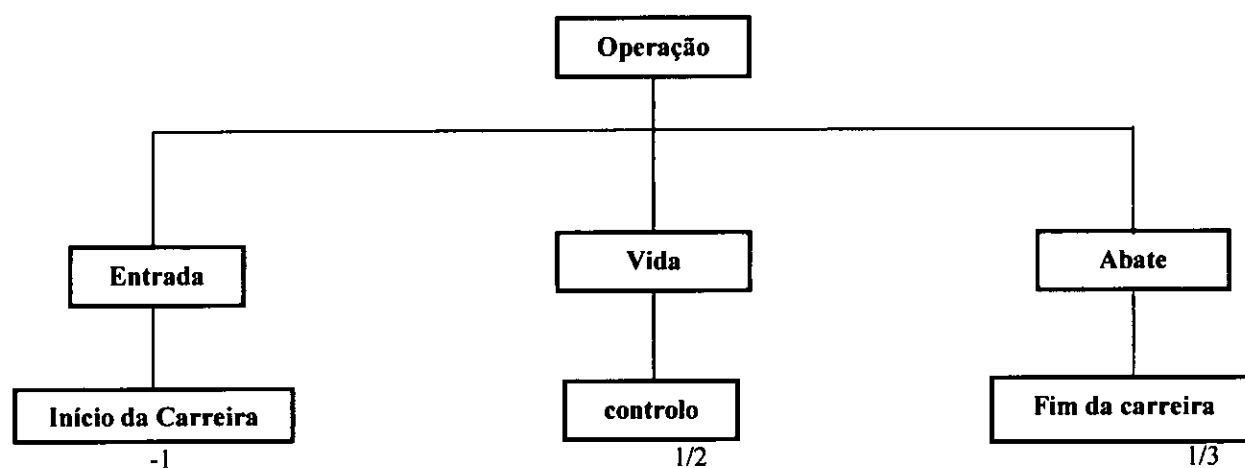 Operação
Entrada
Vida
Abate
Início da Carreira
controlo
Fim da carreira
-1
1/2
1/3